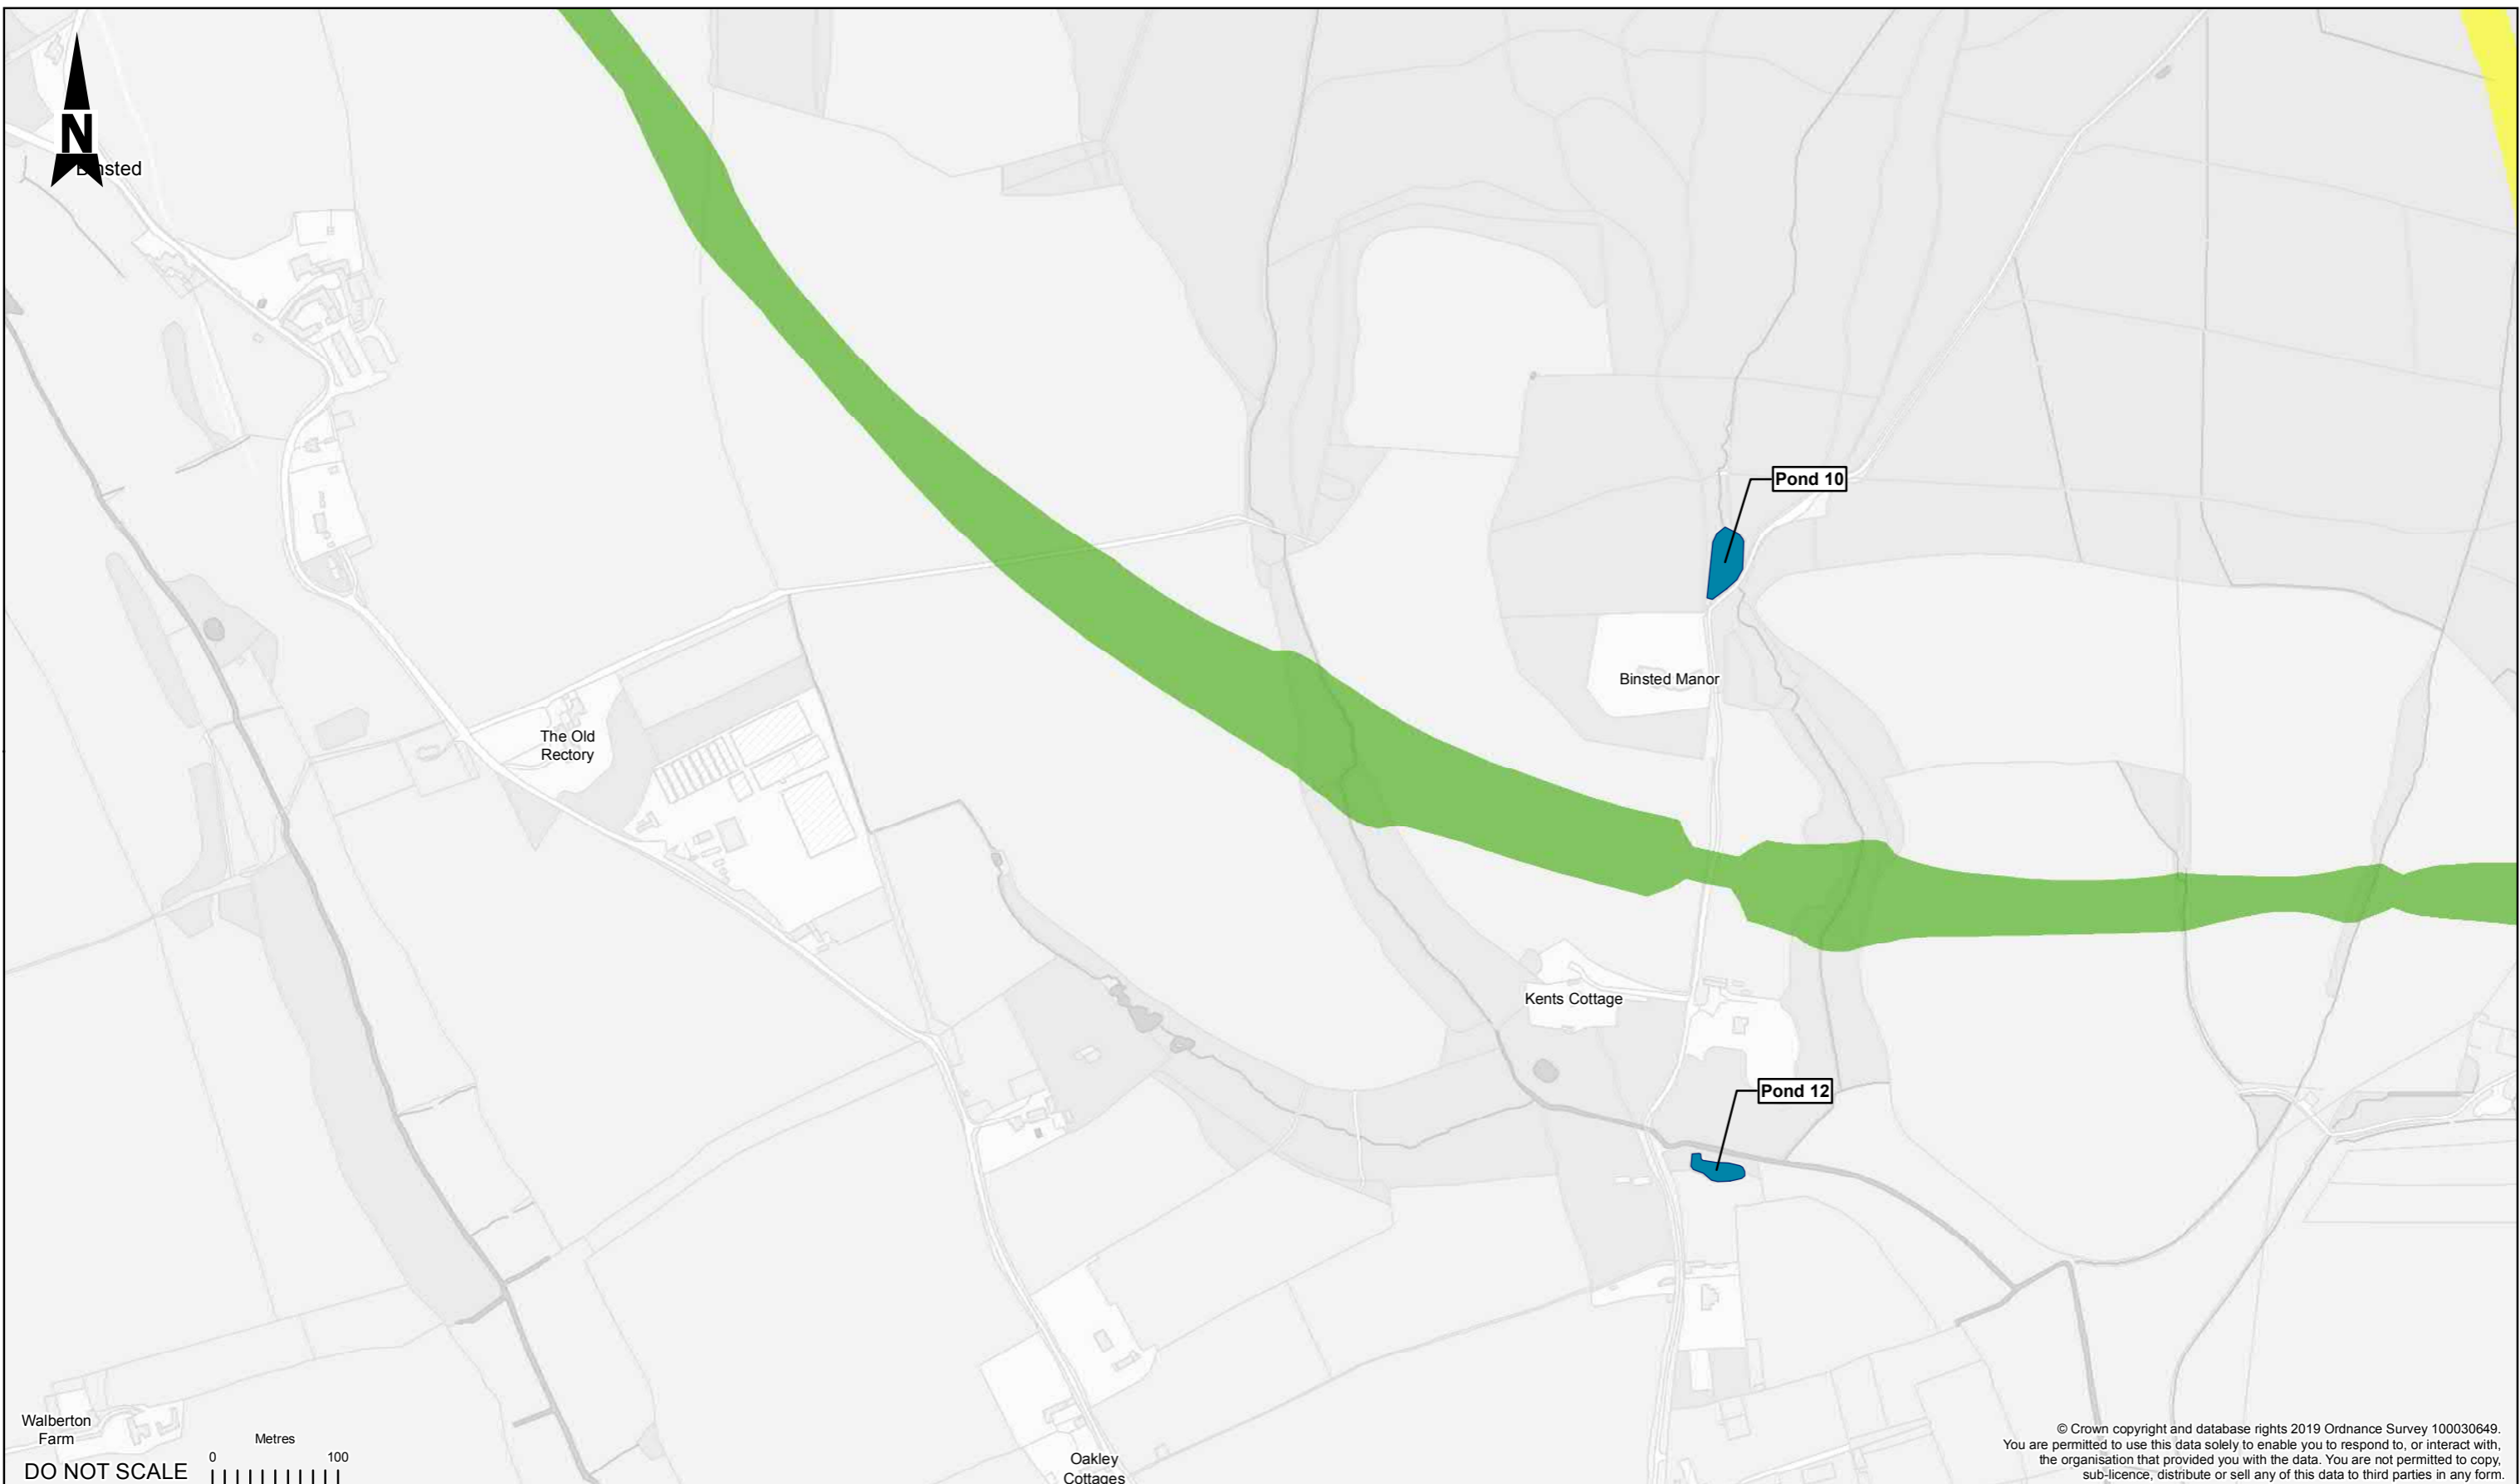 N
Binsted
Pond 10
Binsted Manor
The Old
Rectory
Kents Cottage
Pond 12
Walberton
Farm
Metres
0 100
DO NOT SCALE
Oakley
Cottages
© Crown copyright and database rights 2019 Ordnance Survey 100030649.
You are permitted to use this data solely to enable you to respond to, or interact with,
the organisation that provided you with the data. You are not permitted to copy,
sub-licence, distribute or sell any of this data to third parties in any form.